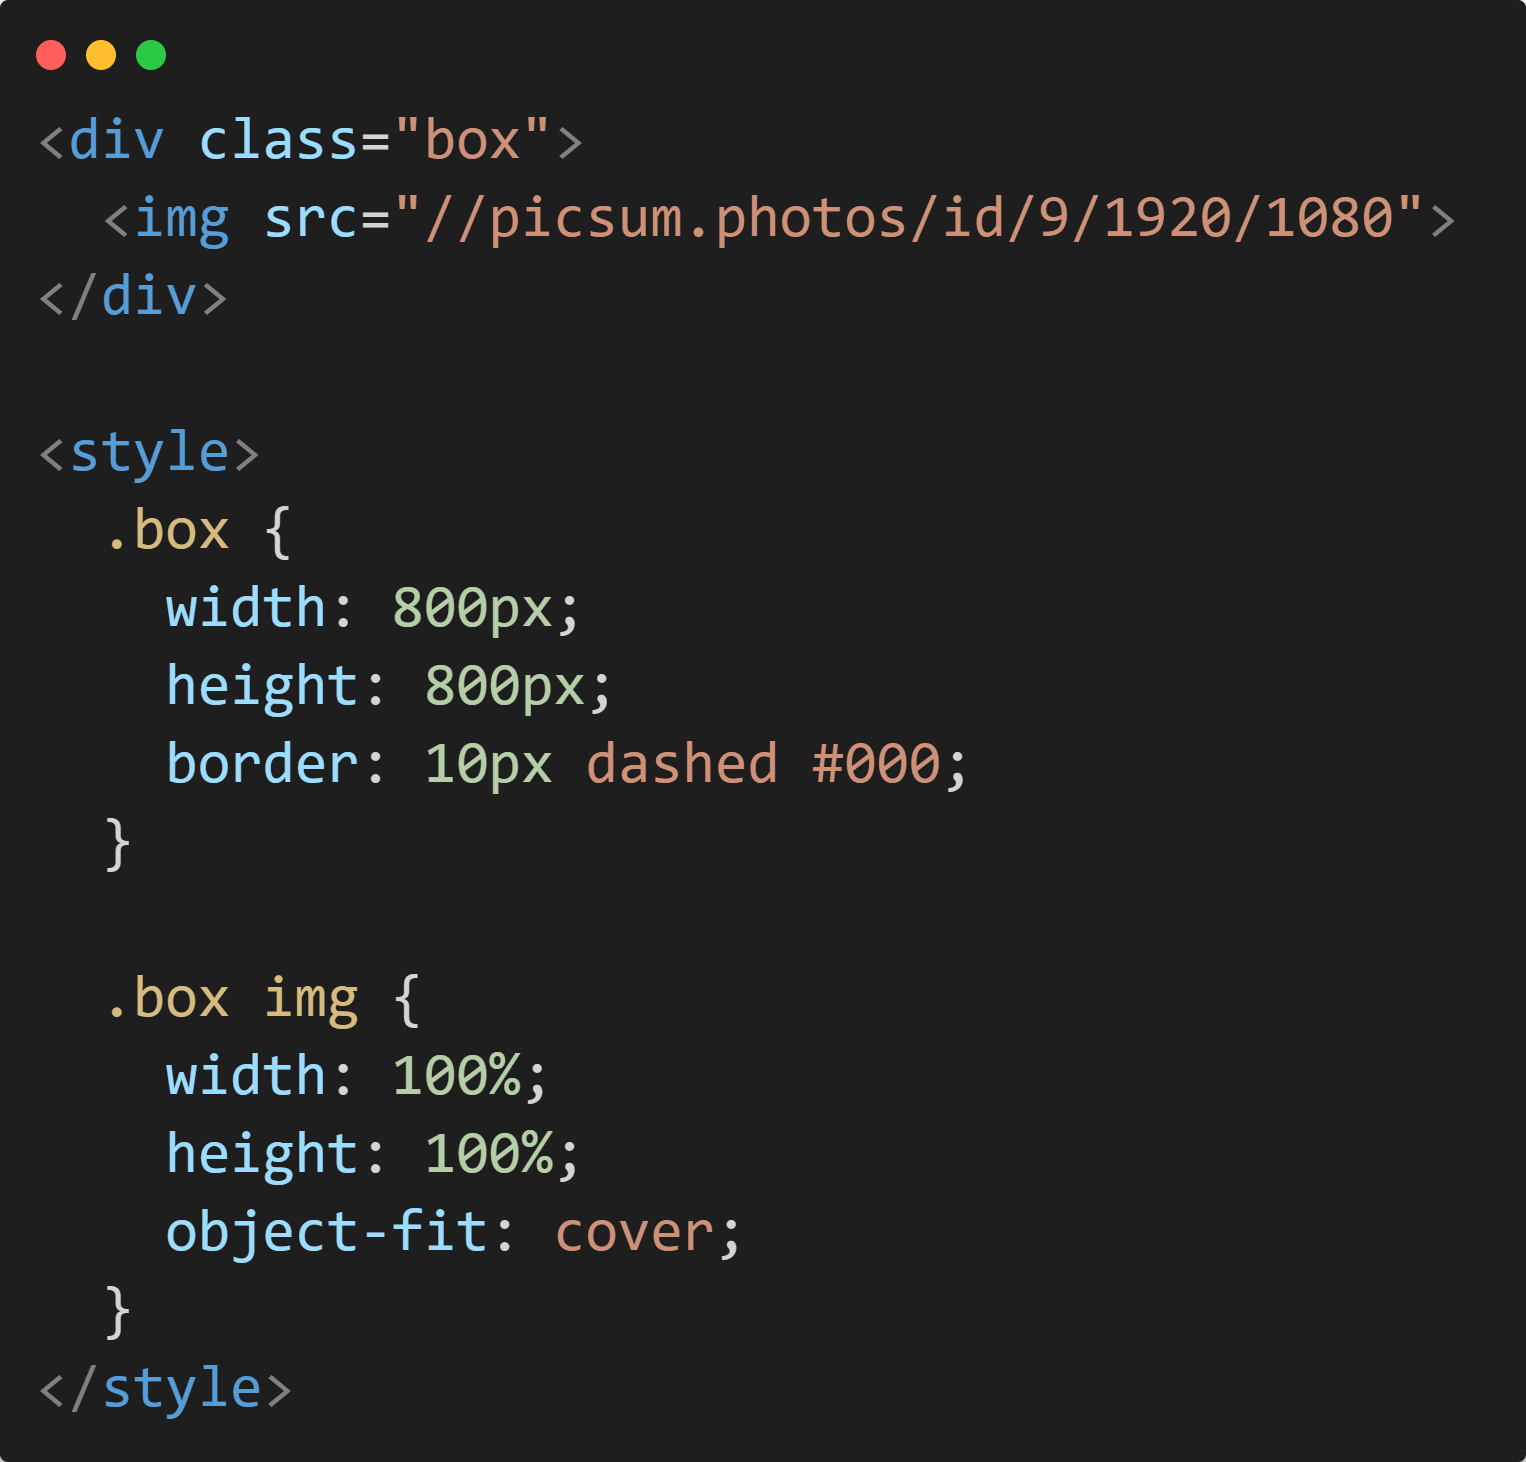 <div class="box">
  <img src="//picsum.photos/id/9/1920/1080">
</div>

<style>
  .box {
    width: 800px;
    height: 800px;
    border: 10px dashed #000;
  }

  .box img {
    width: 100%;
    height: 100%;
    object-fit: cover;
  }
</style>